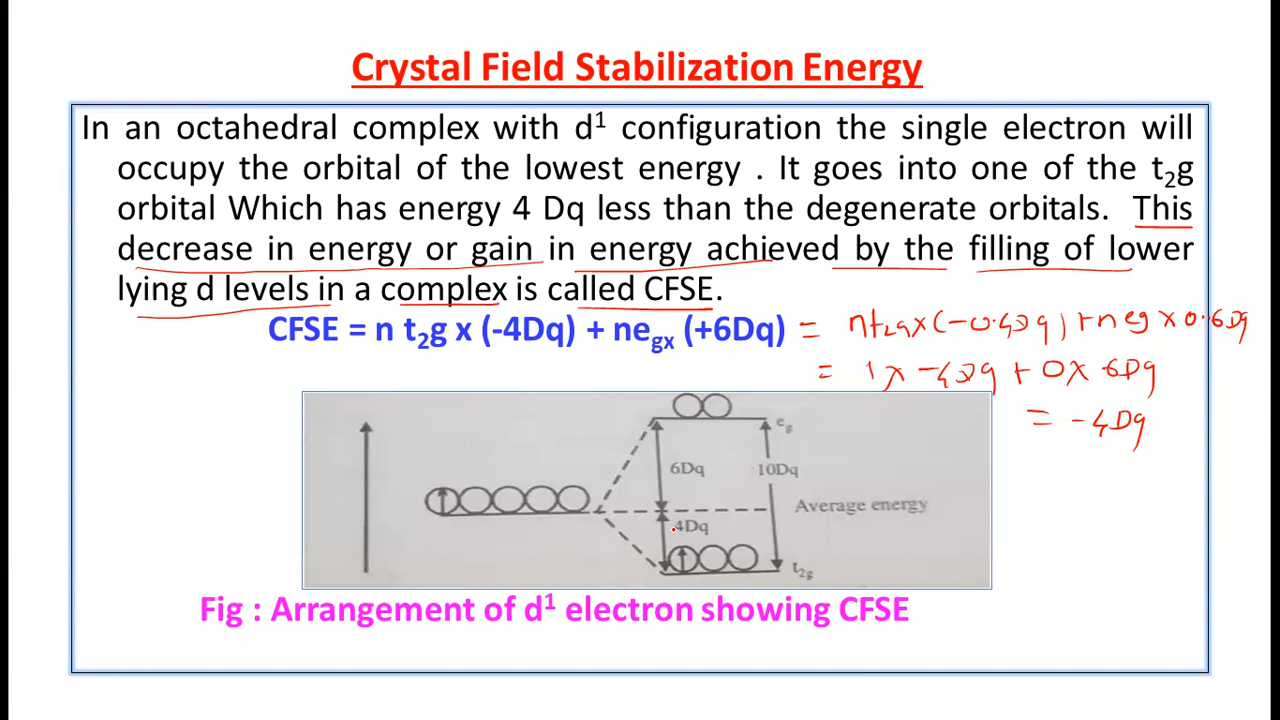 Crystal Field Stabilization Energy
In an octahedral complex with d¹ configuration the single electron will
occupy the orbital of the lowest energy . It goes into one of the t₂g
orbital Which has energy 4 Dq less than the degenerate orbitals. This
decrease in energy or gain in energy achieved by the filling of lower
lying d levels in a complex is called CFSE.
CFSE = n t₂g x (-4Dq) + negx (+6Dq) = nt₂g x (-0.4Dq) + neg x 0.6Dq
= 1 x -4Dq + 0 x 6Dq
= -4Dq
eg
6Dq
10Dq
Average energy
4Dq
t₂g
Fig : Arrangement of d¹ electron showing CFSE